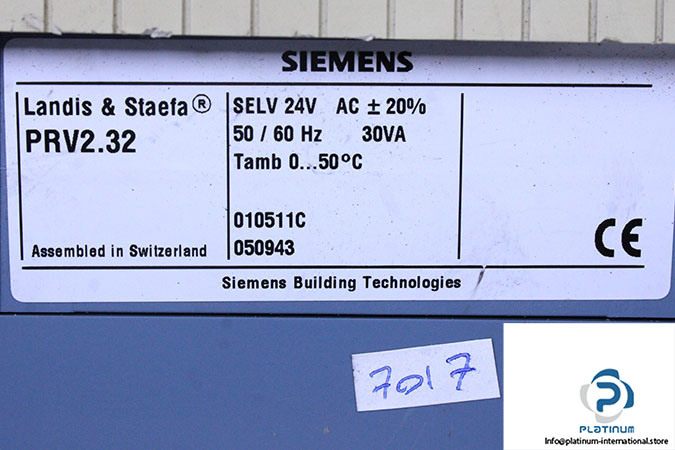 SIEMENS
Landis & Staefa®
PRV2.32
Assembled in Switzerland
SELV 24V AC ± 20%
50 / 60 Hz 30VA
Tamb 0...50°C
010511C
050943
CE
Siemens Building Technologies
7017
PLATINUM
Info@platinum-international.store